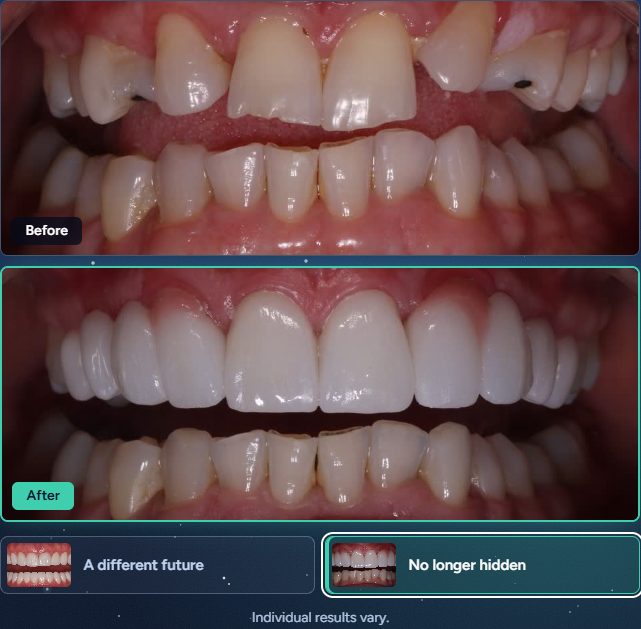 Before
After
A different future
No longer hidden
Individual results vary.